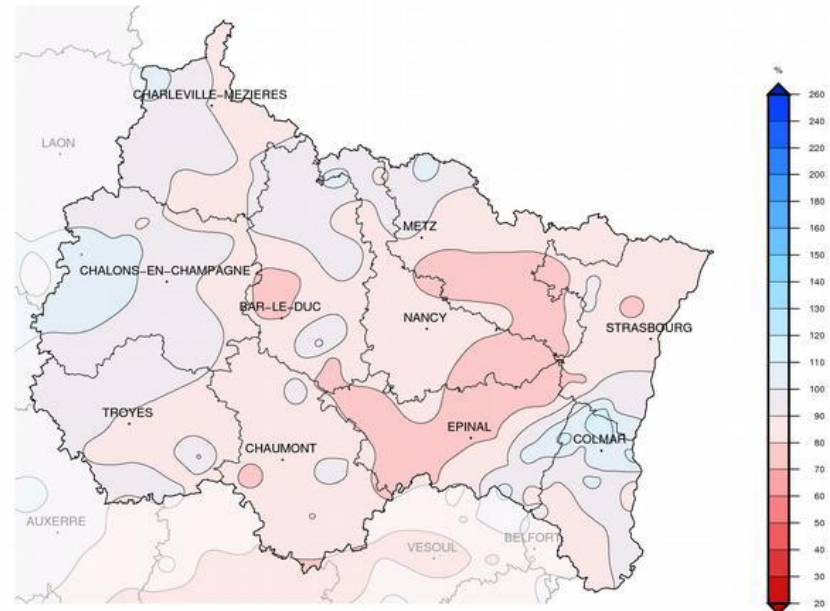 %
260
240
220
200
180
160
140
130
120
110
100
90
80
70
60
50
40
30
20
CHARLEVILLE-MEZIERES
LAON
METZ
CHALONS-EN-CHAMPAGNE
BAR-LE-DUC
NANCY
STRASBOURG
TROYES
EPINAL
COLMAR
CHAUMONT
AUXERRE
VESOUL
BELFORT